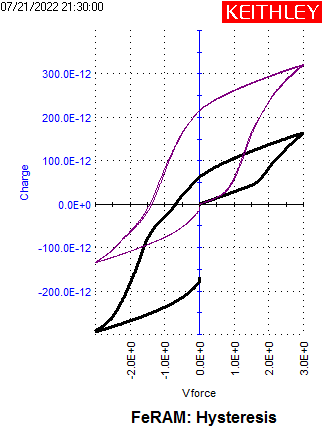 07/21/2022 21:30:00
KEITHLEY
Charge
300.0E-12
200.0E-12
100.0E-12
0.0E+0
-100.0E-12
-200.0E-12
-2.0E+0
-1.0E+0
0.0E+0
1.0E+0
2.0E+0
3.0E+0
Vforce
FeRAM: Hysteresis